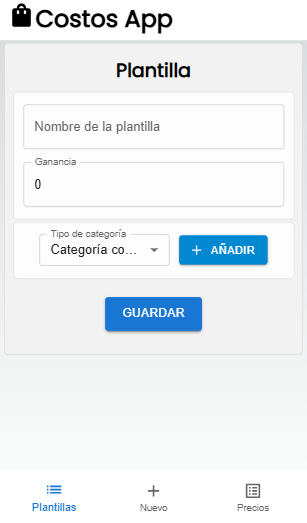 Costos App
Plantilla
Nombre de la plantilla
Ganancia
0
Tipo de categoría
Categoría co...
AÑADIR
GUARDAR
Plantillas
Nuevo
Precios